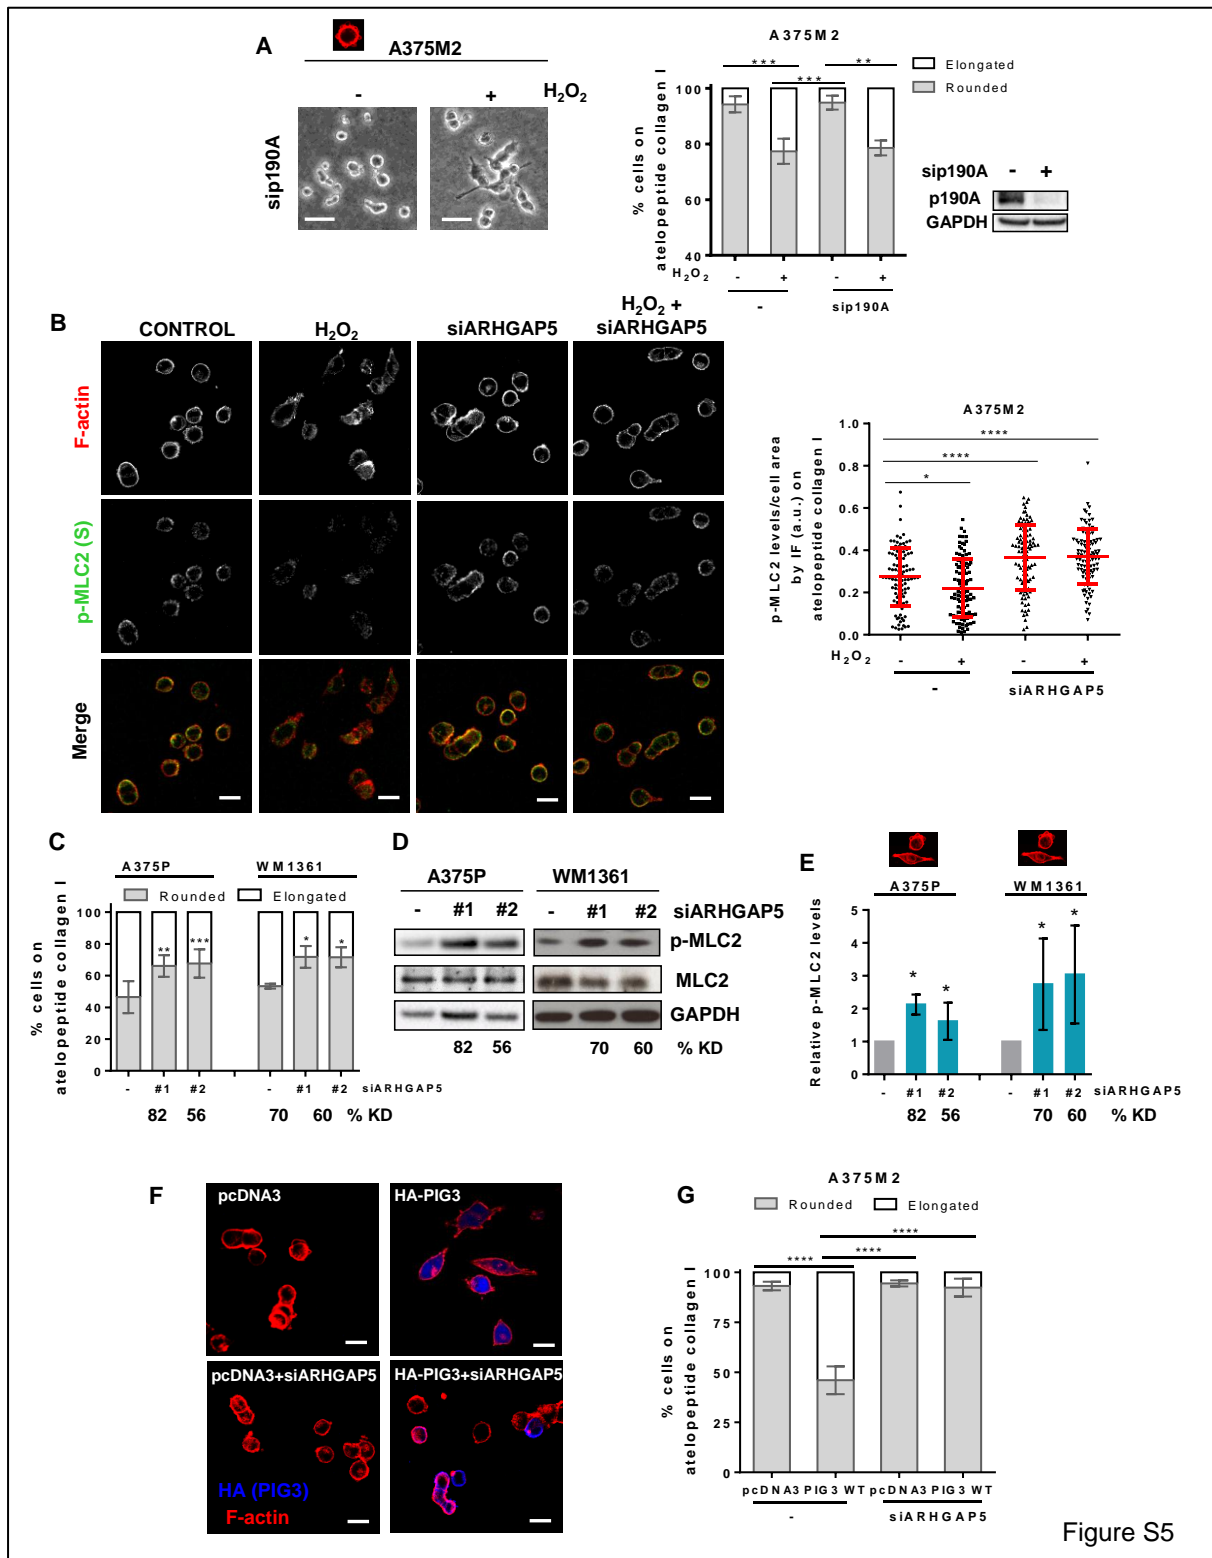 A
A375M2
- + H2O2
sip190A
A375M2
*** **
***
Elongated
Rounded
% cells on
atelopeptide collagen I
100
80
60
40
H2O2 - + - +
- sip190A
sip190A - +
p190A
GAPDH
B
CONTROL H2O2 siARHGAP5 H2O2 + siARHGAP5
F-actin
p-MLC2 (S)
Merge
A375M2
p-MLC2 levels/cell area
by IF (a.u.) on
atelopeptide collagen I
1.0
0.8
0.6
0.4
0.2
0.0
****
****
*
H2O2 - + - +
- siARHGAP5
C
A375P WM1361
Rounded Elongated
% cells on
atelopeptide collagen I
100
80
60
40
20
0
** *** * *
- #1 #2 - #1 #2 siARHGAP5
82 56 70 60 % KD
D
A375P WM1361
- #1 #2 - #1 #2 siARHGAP5
p-MLC2
MLC2
GAPDH
82 56 70 60 % KD
E
A375P WM1361
Relative p-MLC2 levels
5
4
3
2
1
0
* * * *
- #1 #2 - #1 #2 siARHGAP5
82 56 70 60 % KD
F
pcDNA3 HA-PIG3
pcDNA3+siARHGAP5 HA-PIG3+siARHGAP5
HA (PIG3)
F-actin
G
A375M2
Rounded Elongated
****
**** ****
% cells on
atelopeptide collagen I
100
75
50
25
0
pcDNA3 PIG3 WT pcDNA3 PIG3 WT
- siARHGAP5
Figure S5